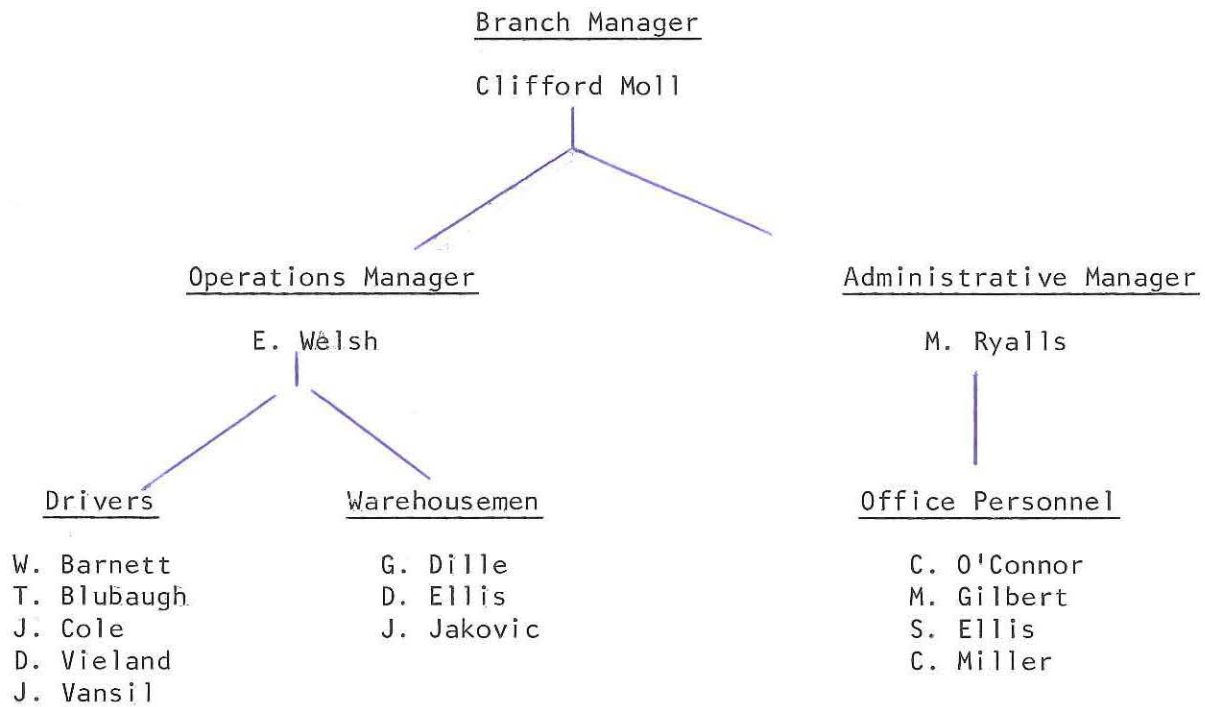 Branch Manager
Clifford Moll
Operations Manager
Administrative Manager
E. Welsh
M. Ryalls
Drivers
Warehousemen
Office Personnel
W. Barnett
T. Blubaugh
J. Cole
D. Vieland
J. Vansil
G. Dille
D. Ellis
J. Jakovic
C. O'Connor
M. Gilbert
S. Ellis
C. Miller